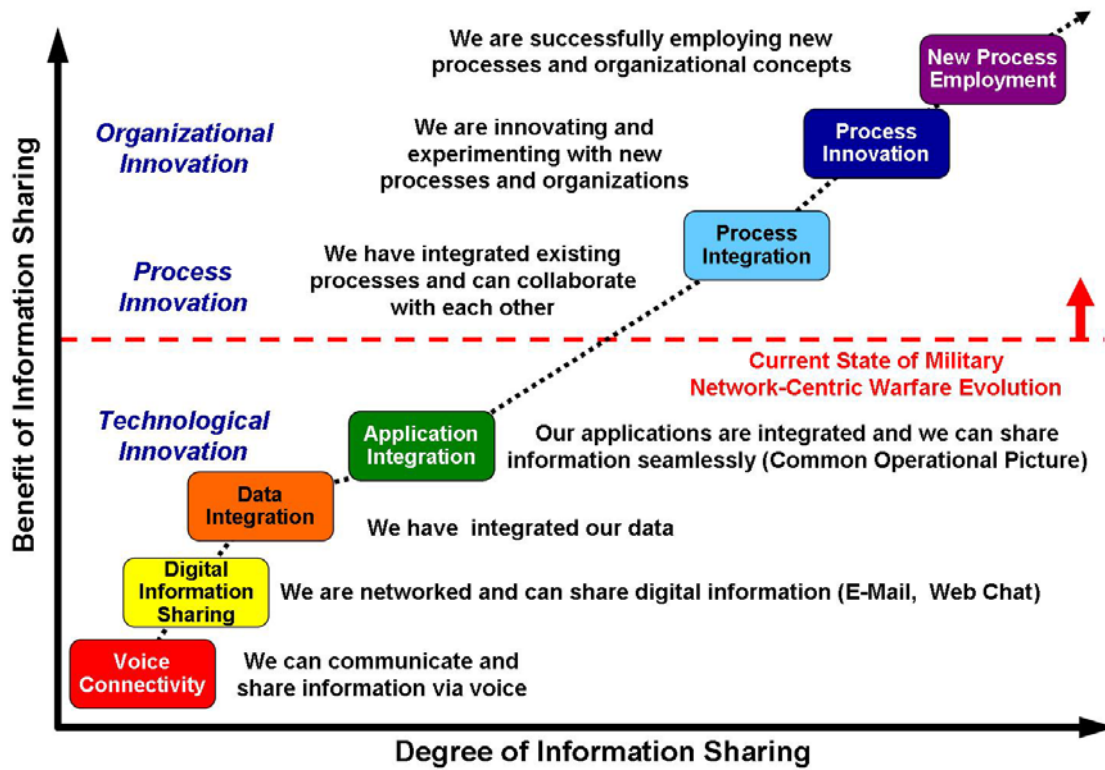 We are successfully employing new
processes and organizational concepts
New Process
Employment
Organizational
Innovation
We are innovating and
experimenting with new
processes and organizations
Process
Innovation
Process
Innovation
We have integrated existing
processes and can collaborate
with each other
Process
Integration
Current State of Military
Network-Centric Warfare Evolution
Technological
Innovation
Application
Integration
Our applications are integrated and we can share
information seamlessly (Common Operational Picture)
Data
Integration
We have integrated our data
Digital
Information
Sharing
We are networked and can share digital information (E-Mail, Web Chat)
Voice
Connectivity
We can communicate and
share information via voice
Benefit of Information Sharing
Degree of Information Sharing